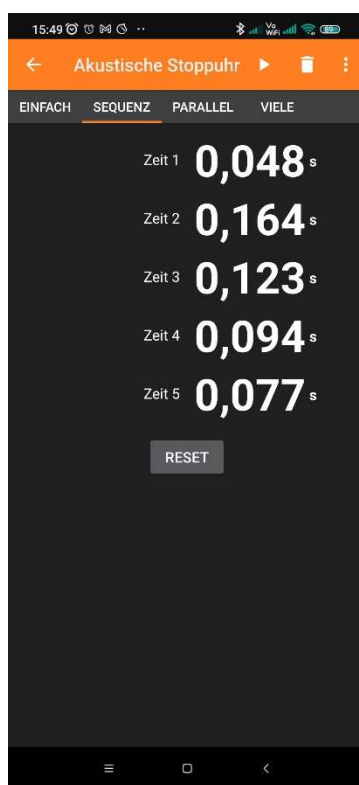 15:49
Akustische Stoppuhr
EINFACH SEQUENZ PARALLEL VIELE
Zeit 1 0,048 s
Zeit 2 0,164 s
Zeit 3 0,123 s
Zeit 4 0,094 s
Zeit 5 0,077 s
RESET